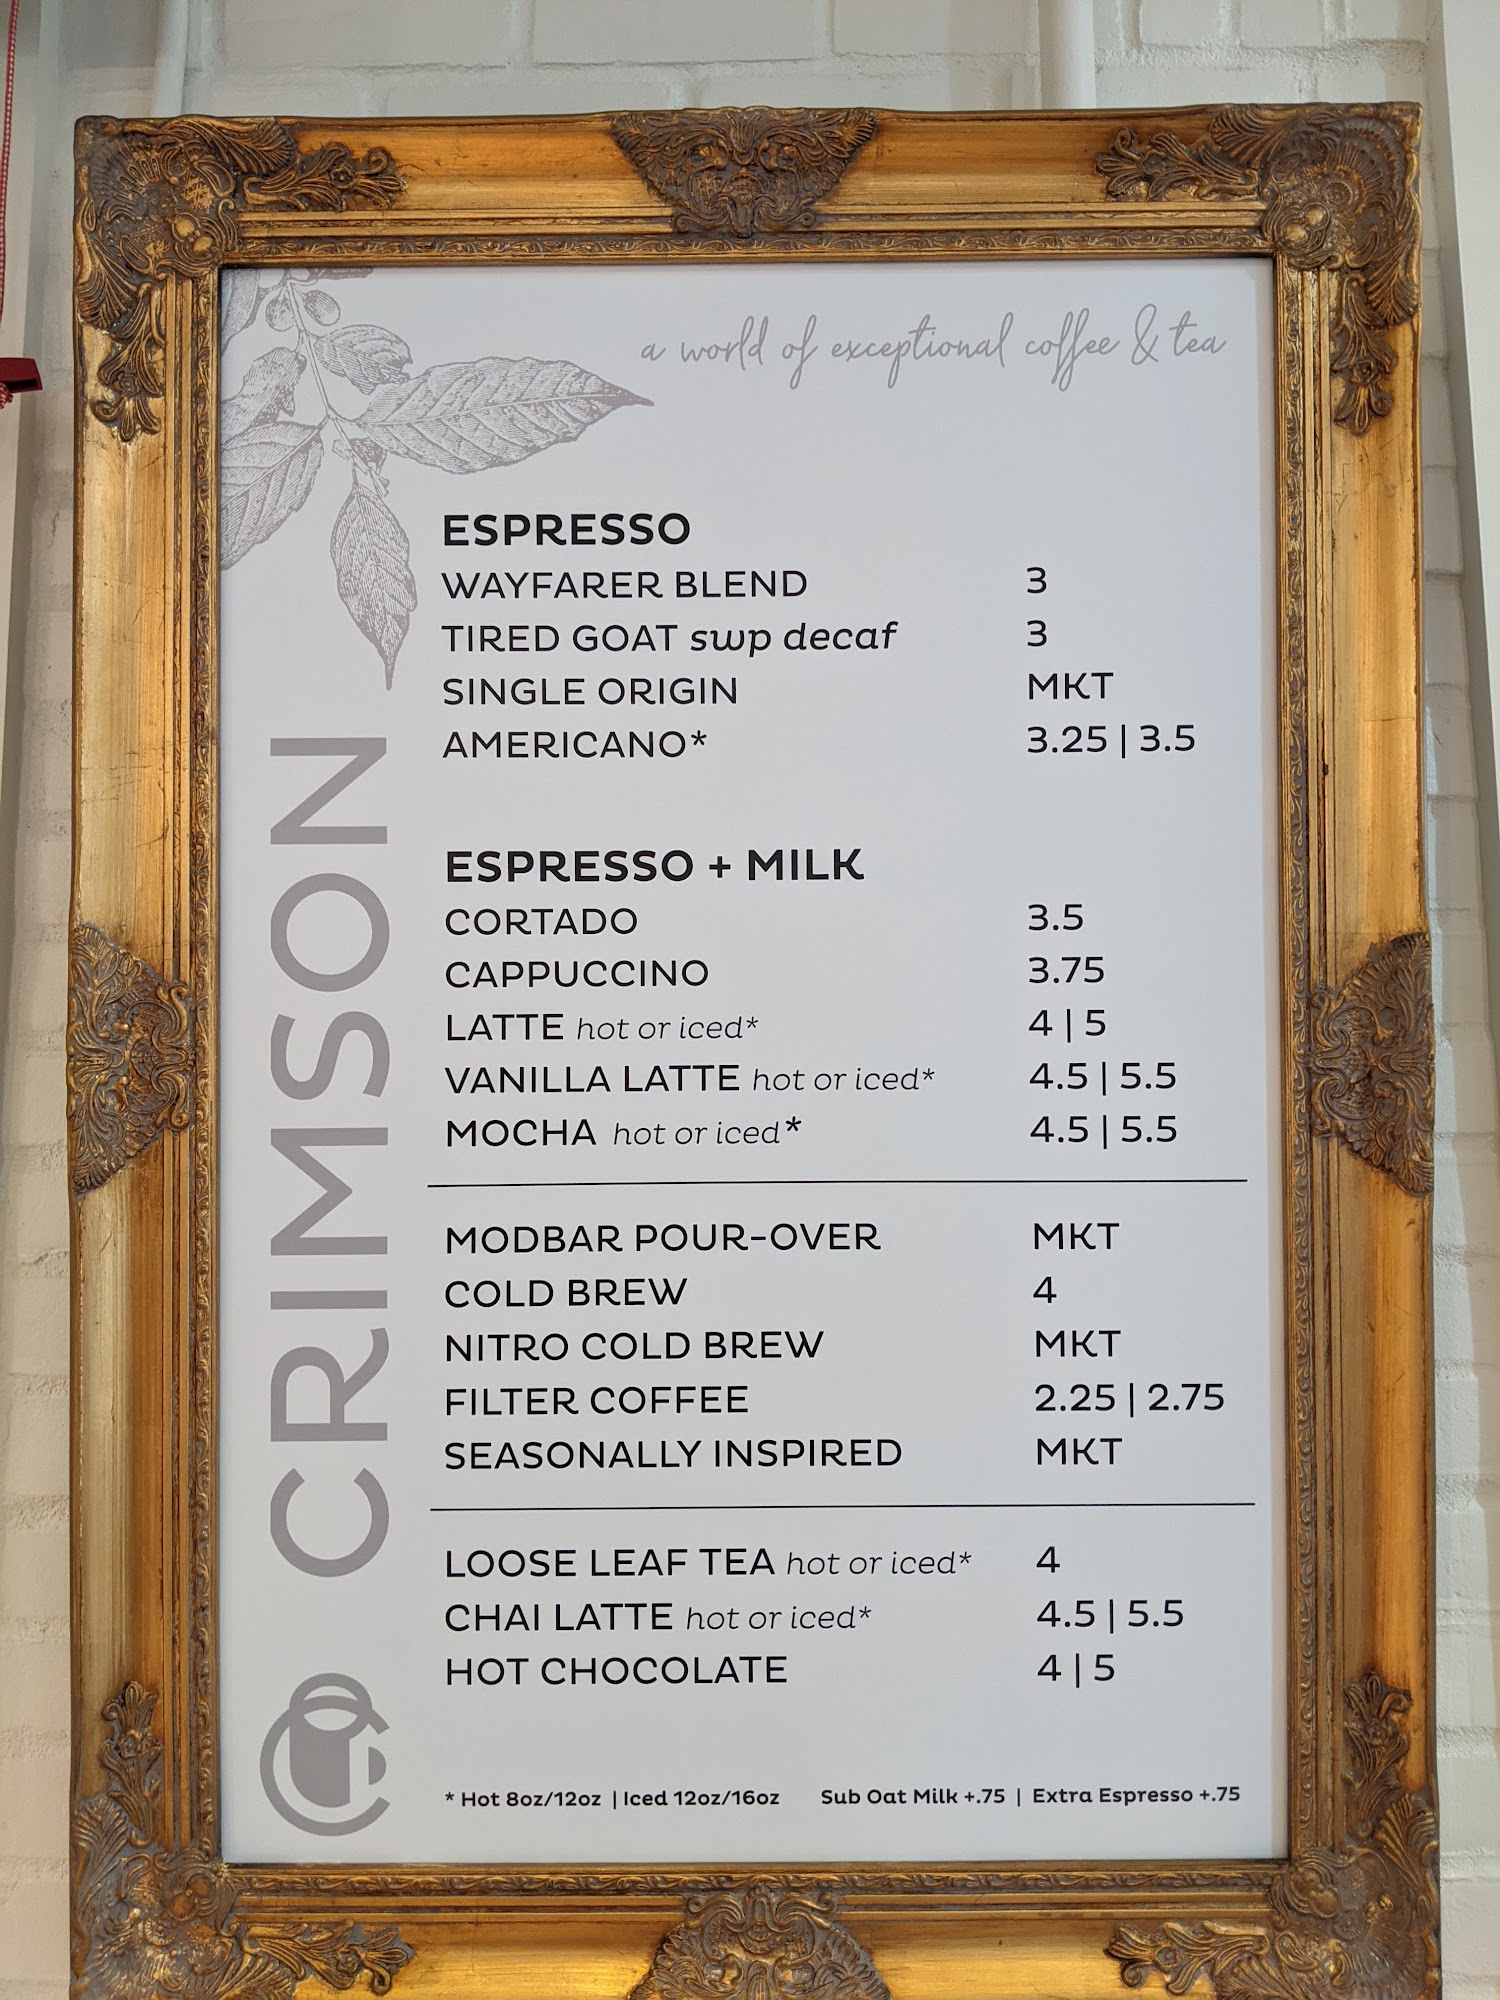 a world of exceptional coffee & tea
CRIMSON
ESPRESSO
WAYFARER BLEND 3
TIRED GOAT swp decaf 3
SINGLE ORIGIN MKT
AMERICANO* 3.25 | 3.5
ESPRESSO + MILK
CORTADO 3.5
CAPPUCCINO 3.75
LATTE hot or iced* 4 | 5
VANILLA LATTE hot or iced* 4.5 | 5.5
MOCHA hot or iced* 4.5 | 5.5
MODBAR POUR-OVER MKT
COLD BREW 4
NITRO COLD BREW MKT
FILTER COFFEE 2.25 | 2.75
SEASONALLY INSPIRED MKT
LOOSE LEAF TEA hot or iced* 4
CHAI LATTE hot or iced* 4.5 | 5.5
HOT CHOCOLATE 4 | 5
* Hot 8oz/12oz | Iced 12oz/16oz Sub Oat Milk +.75 | Extra Espresso +.75